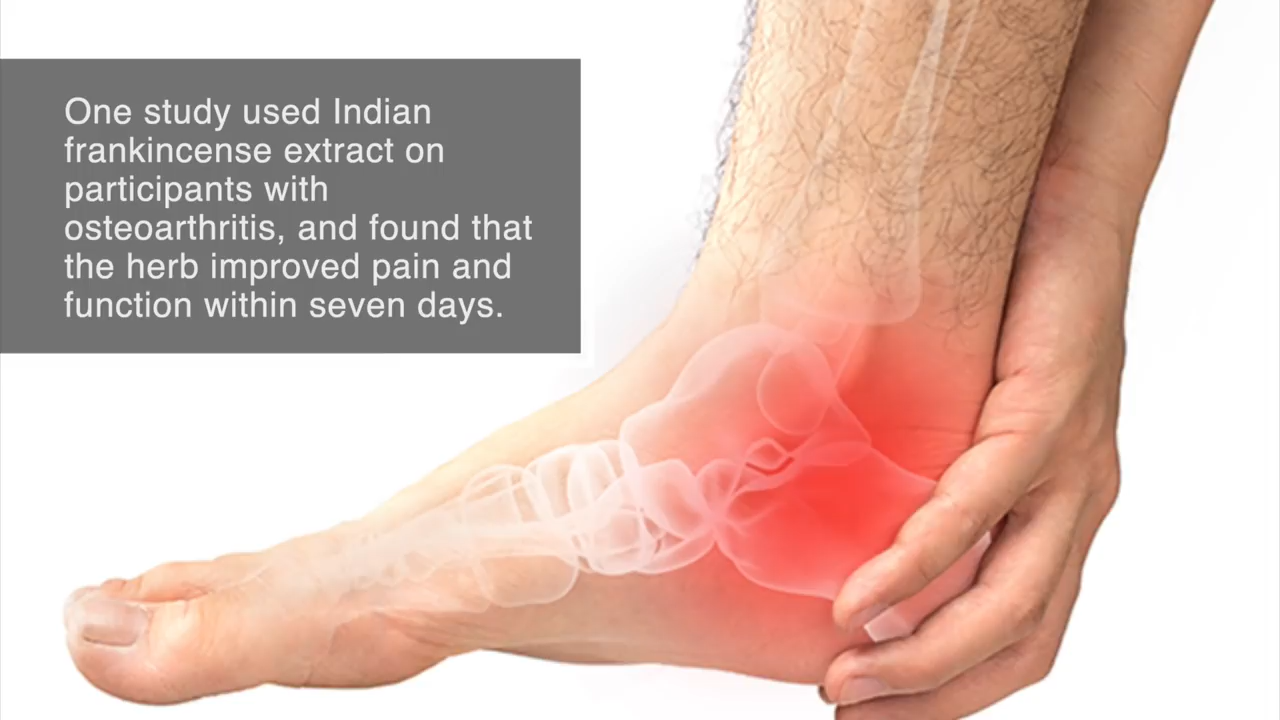 One study used Indian
frankincense extract on
participants with
osteoarthritis, and found that
the herb improved pain and
function within seven days.